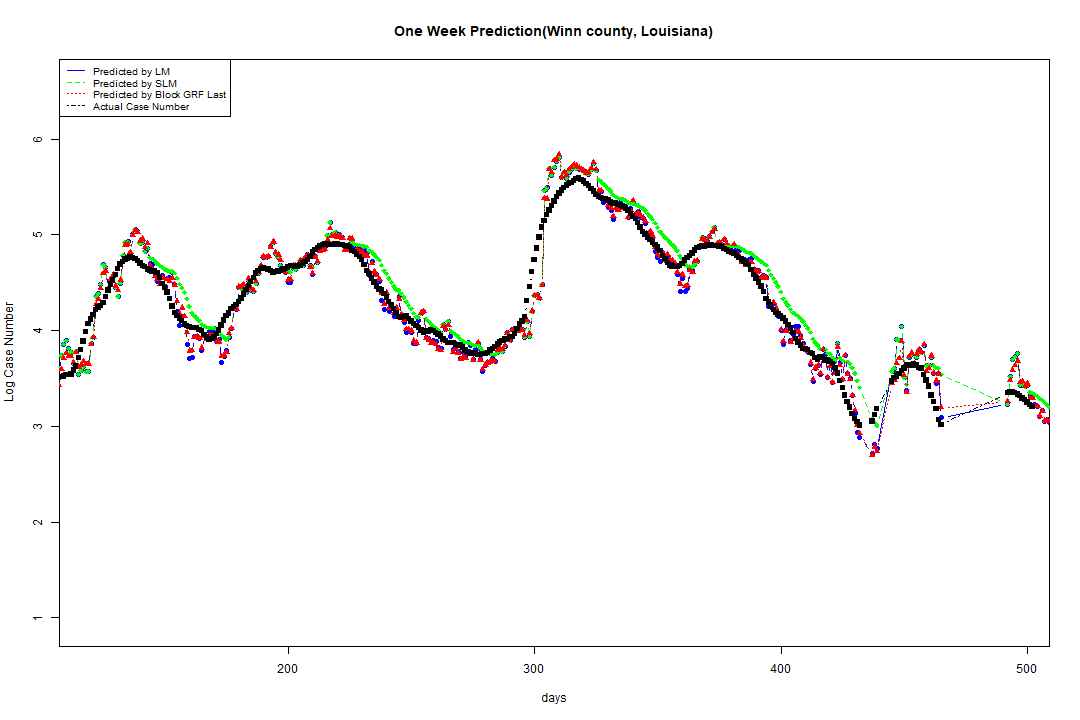 One Week Prediction(Winn county, Louisiana)
Predicted by LM
Predicted by SLM
Predicted by Block GRF Last
Actual Case Number
Log Case Number
6
5
4
3
2
1
200 300 400 500
days